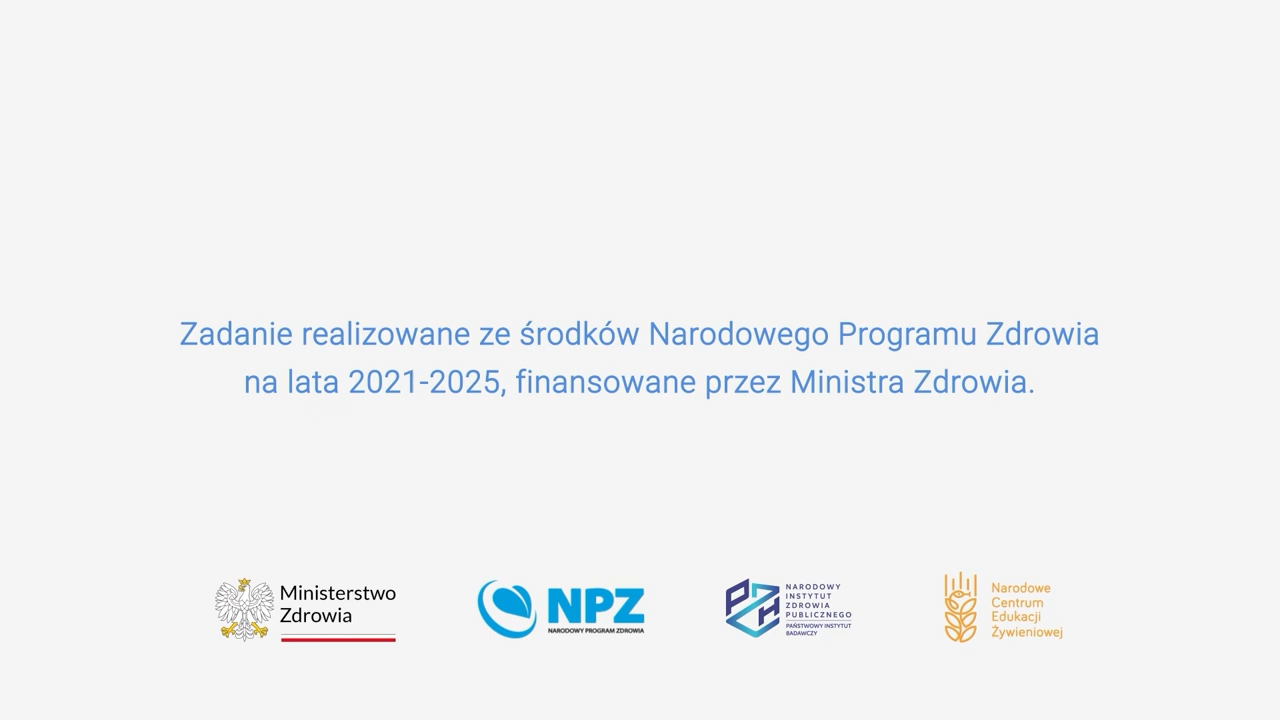 Zadanie realizowane ze środków Narodowego Programu Zdrowia
na lata 2021-2025, finansowane przez Ministra Zdrowia.
Ministerstwo
Zdrowia
NPZ
NARODOWY PROGRAM ZDROWIA
PZH
NARODOWY
INSTYTUT
ZDROWIA
PUBLICZNEGO
PAŃSTWOWY INSTYTUT
BADAWCZY
Narodowe
Centrum
Edukacji
Żywieniowej